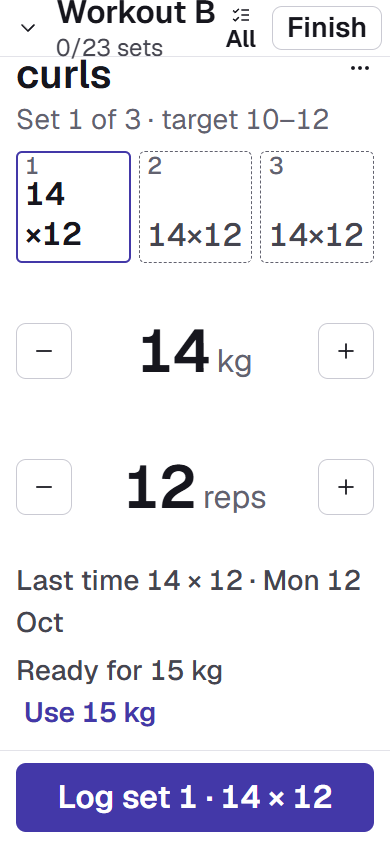 Workout B
0/23 sets
All
Finish
curls
Set 1 of 3 · target 10–12
1
14
×12
2
14×12
3
14×12
14 kg
12 reps
Last time 14 × 12 · Mon 12
Oct
Ready for 15 kg
Use 15 kg
Log set 1 · 14 × 12